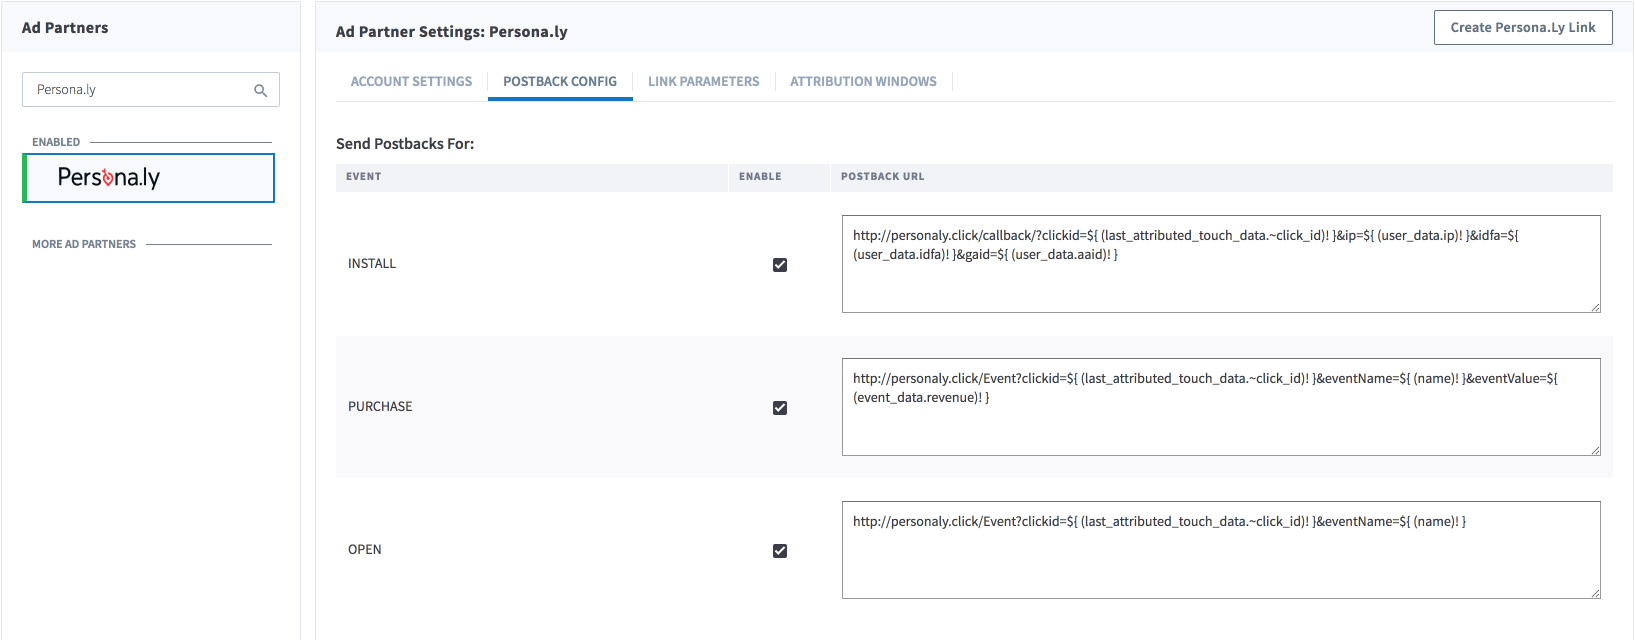 Ad Partners
Persona.ly
ENABLED
Persona.ly
MORE AD PARTNERS
Ad Partner Settings: Persona.ly
Create Persona.Ly Link
ACCOUNT SETTINGS
POSTBACK CONFIG
LINK PARAMETERS
ATTRIBUTION WINDOWS
Send Postbacks For:
EVENT
ENABLE
POSTBACK URL
INSTALL
http://personaly.click/callback/?clickid=${ (last_attributed_touch_data.~click_id)! }&ip=${ (user_data.ip)! }&idfa=${
(user_data.idfa)! }&gaid=${ (user_data.aaid)! }
PURCHASE
http://personaly.click/Event?clickid=${ (last_attributed_touch_data.~click_id)! }&eventName=${ (name)! }&eventValue=${
(event_data.revenue)! }
OPEN
http://personaly.click/Event?clickid=${ (last_attributed_touch_data.~click_id)! }&eventName=${ (name)! }